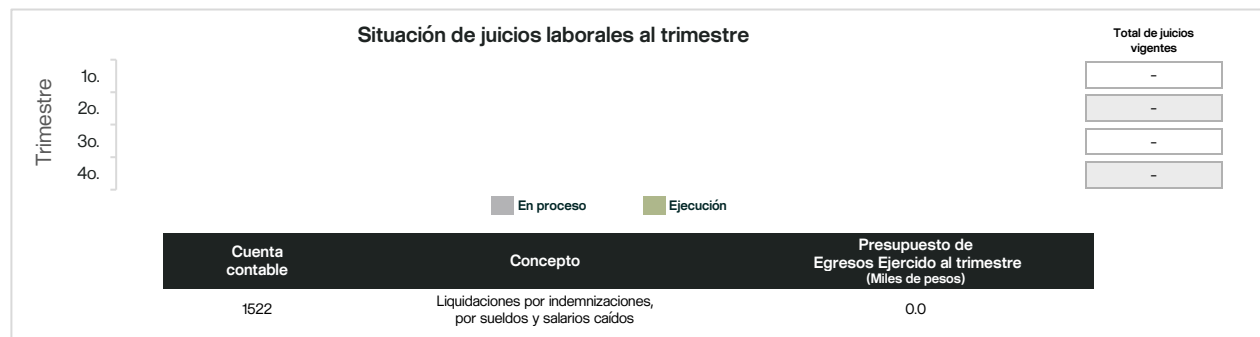 Situación de juicios laborales al trimestre
Total de juicios
vigentes
Trimestre
1o.
-
2o.
-
3o.
-
4o.
-
En proceso
Ejecución
Cuenta
contable
Concepto
Presupuesto de
Egresos Ejercido al trimestre
(Miles de pesos)
1522
Liquidaciones por indemnizaciones,
por sueldos y salarios caídos
0.0